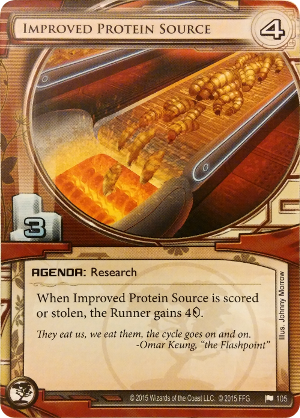 IMPROVED PROTEIN SOURCE
4
3
AGENDA: Research
When Improved Protein Source is scored
or stolen, the Runner gains 4
They eat us, we eat them, the cycle goes on and on.
-Omar Keung, "the Flashpoint"
Illus. Johnny Morrow
© 2015 Wizards of the Coast LLC. © 2015 FFG
105